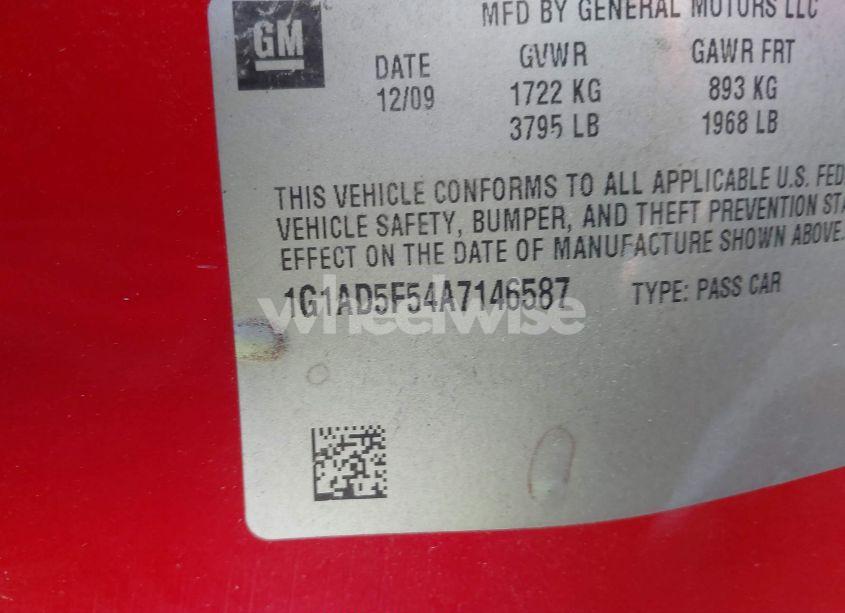 MFD BY GENERAL MOTORS LLC
GM
DATE GVWR GAWR FRT
12/09 1722 KG 893 KG
3795 LB 1968 LB
THIS VEHICLE CONFORMS TO ALL APPLICABLE U.S. FED
VEHICLE SAFETY, BUMPER, AND THEFT PREVENTION STA
EFFECT ON THE DATE OF MANUFACTURE SHOWN ABOVE.
1G1AD5F54A7146587 TYPE: PASS CAR
wheelwise